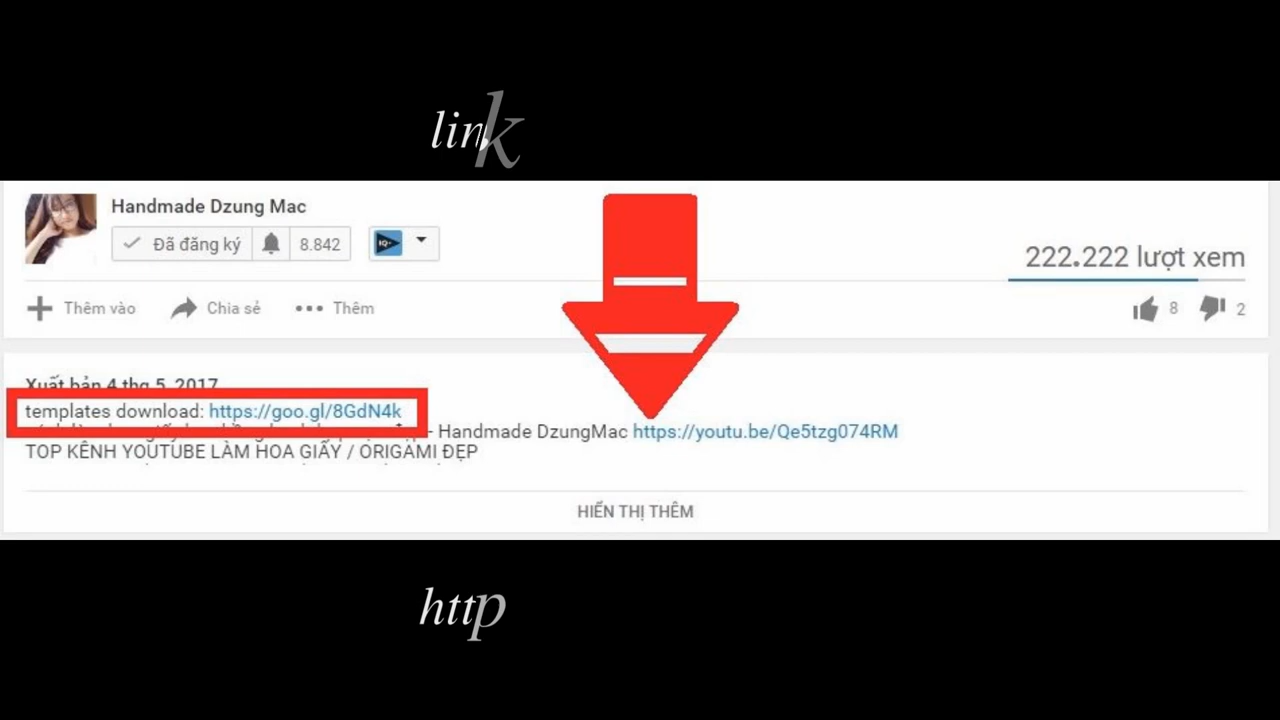 link
Handmade Dzung Mac
Đã đăng ký 8.842
222.222 lượt xem
Thêm vào Chia sẻ Thêm 8 2
Xuất bản 4 thg 5, 2017
templates download: https://goo.gl/8GdN4k
- Handmade DzungMac https://youtu.be/Qe5tzg074RM
TOP KÊNH YOUTUBE LÀM HOA GIẤY / ORIGAMI ĐẸP
HIỂN THỊ THÊM
http